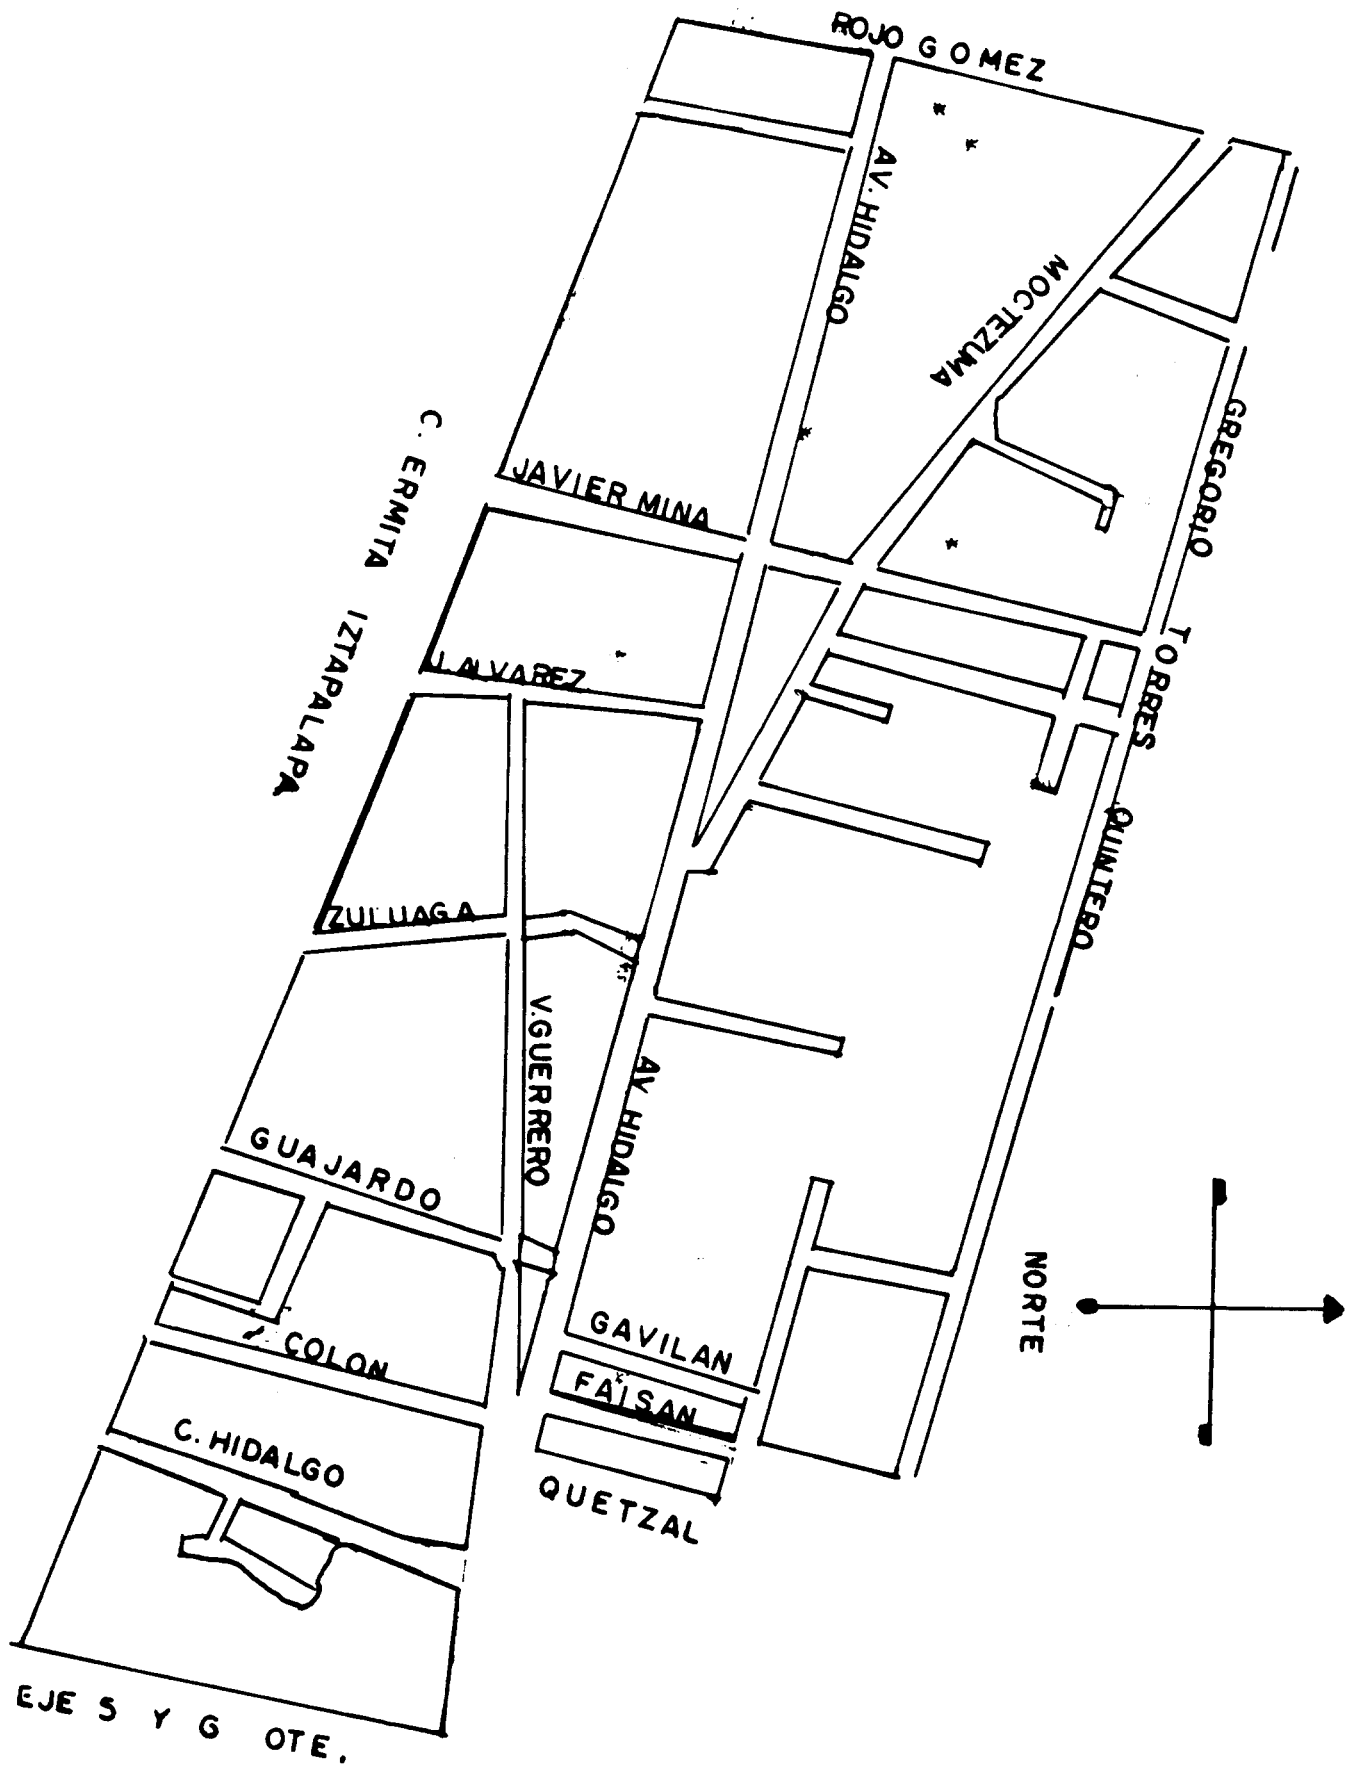 ROJO GOMEZ
AV. HIDALGO
MOCTEZUMA
GREGORIO TORRES QUINTERO
C. ERMITA IZTAPALAPA
JAVIER MINA
J. ALVAREZ
ZULUAGA
V. GUERRERO
AV. HIDALGO
GUAJARDO
NORTE
GAVILAN
COLON
FAISAN
C. HIDALGO
QUETZAL
EJE 5 Y G OTE.